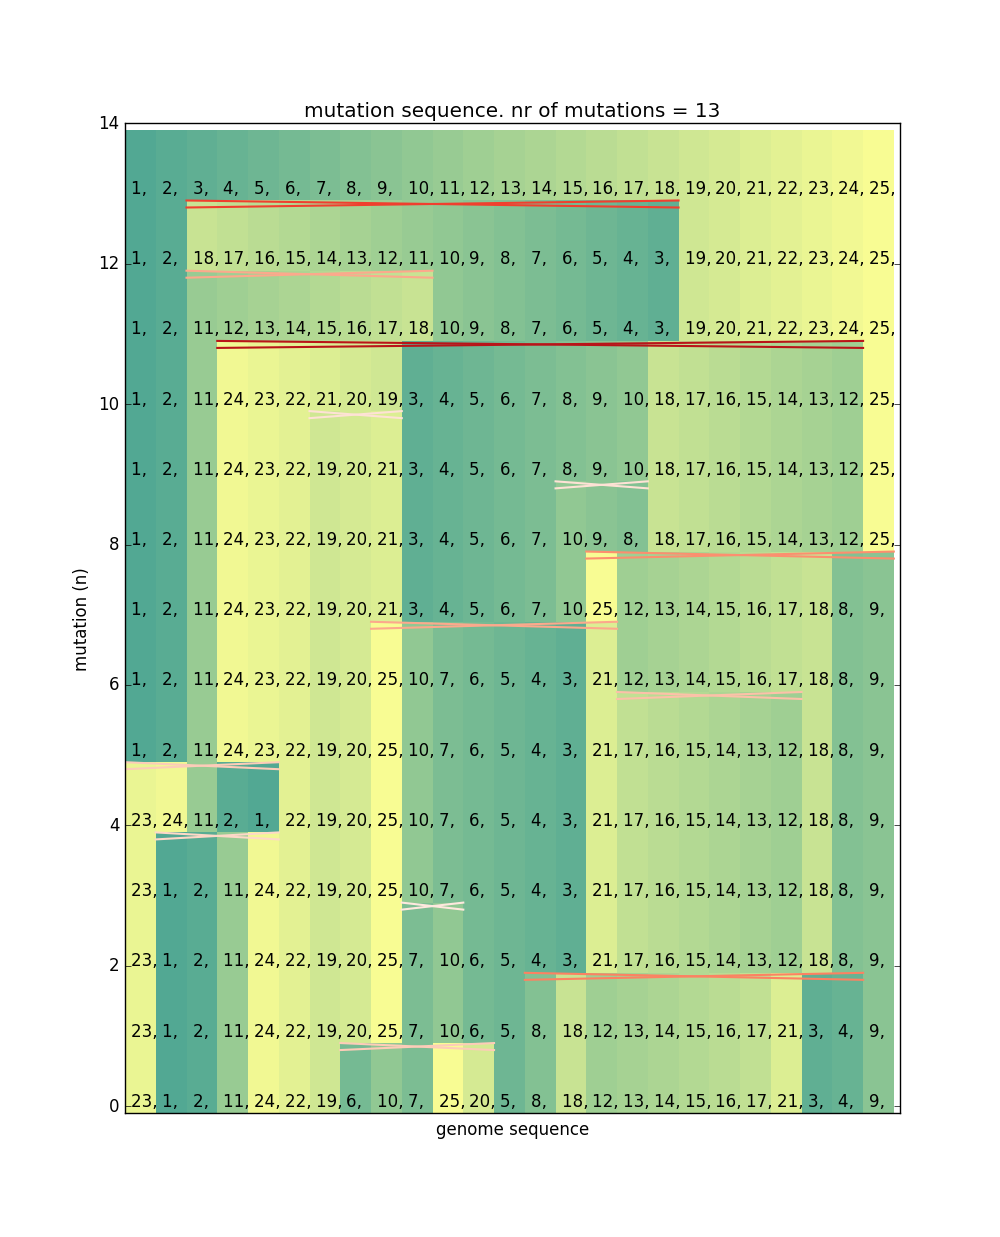 mutation sequence. nr of mutations = 13
14
1, 2, 3, 4, 5, 6, 7, 8, 9, 10, 11, 12, 13, 14, 15, 16, 17, 18, 19, 20, 21, 22, 23, 24, 25,
12 1, 2, 18, 17, 16, 15, 14, 13, 12, 11, 10, 9, 8, 7, 6, 5, 4, 3, 19, 20, 21, 22, 23, 24, 25,
1, 2, 11, 12, 13, 14, 15, 16, 17, 18, 10, 9, 8, 7, 6, 5, 4, 3, 19, 20, 21, 22, 23, 24, 25,
10 1, 2, 11, 24, 23, 22, 21, 20, 19, 3, 4, 5, 6, 7, 8, 9, 10, 18, 17, 16, 15, 14, 13, 12, 25,
1, 2, 11, 24, 23, 22, 19, 20, 21, 3, 4, 5, 6, 7, 8, 9, 10, 18, 17, 16, 15, 14, 13, 12, 25,
8 1, 2, 11, 24, 23, 22, 19, 20, 21, 3, 4, 5, 6, 7, 10, 9, 8, 18, 17, 16, 15, 14, 13, 12, 25,
1, 2, 11, 24, 23, 22, 19, 20, 21, 3, 4, 5, 6, 7, 10, 25, 12, 13, 14, 15, 16, 17, 18, 8, 9,
6 1, 2, 11, 24, 23, 22, 19, 20, 25, 10, 7, 6, 5, 4, 3, 21, 12, 13, 14, 15, 16, 17, 18, 8, 9,
1, 2, 11, 24, 23, 22, 19, 20, 25, 10, 7, 6, 5, 4, 3, 21, 17, 16, 15, 14, 13, 12, 18, 8, 9,
4 23, 24, 11, 2, 1, 22, 19, 20, 25, 10, 7, 6, 5, 4, 3, 21, 17, 16, 15, 14, 13, 12, 18, 8, 9,
23, 1, 2, 11, 24, 22, 19, 20, 25, 10, 7, 6, 5, 4, 3, 21, 17, 16, 15, 14, 13, 12, 18, 8, 9,
2 23, 1, 2, 11, 24, 22, 19, 20, 25, 7, 10, 6, 5, 4, 3, 21, 17, 16, 15, 14, 13, 12, 18, 8, 9,
23, 1, 2, 11, 24, 22, 19, 20, 25, 7, 10, 6, 5, 8, 18, 12, 13, 14, 15, 16, 17, 21, 3, 4, 9,
0 23, 1, 2, 11, 24, 22, 19, 6, 10, 7, 25, 20, 5, 8, 18, 12, 13, 14, 15, 16, 17, 21, 3, 4, 9,
mutation (n)
genome sequence